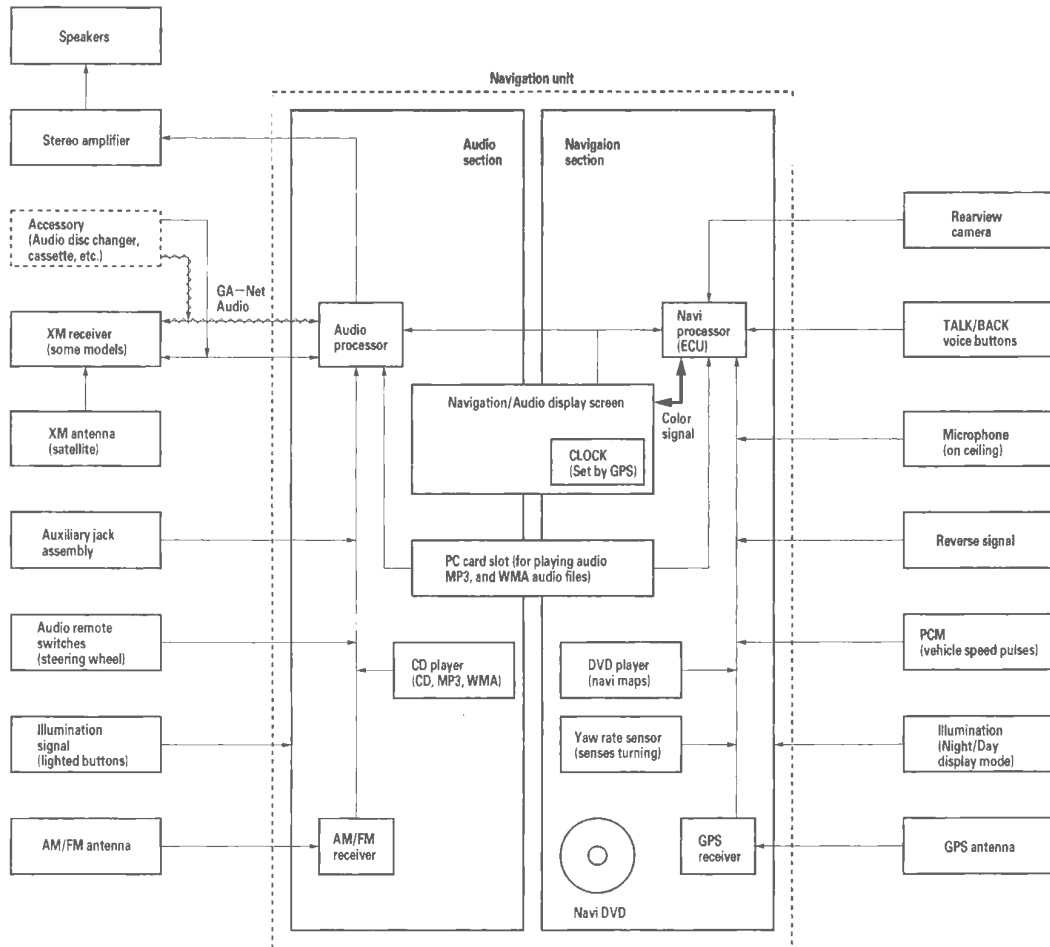 Speakers
Navigation unit
Stereo amplifier
Audio
section
Navigaion
section
Accessory
(Audio disc changer,
cassette, etc.)
Rearview
camera
GA-Net
Audio
XM receiver
(some models)
Audio
processor
Navi
processor
(ECU)
TALK/BACK
voice buttons
Navigation/Audio display screen
Color
signal
XM antenna
(satellite)
CLOCK
(Set by GPS)
Microphone
(on ceiling)
Auxiliary jack
assembly
PC card slot (for playing audio
MP3, and WMA audio files)
Reverse signal
Audio remote
switches
(steering wheel)
CD player
(CD, MP3, WMA)
DVD player
(navi maps)
PCM
(vehicle speed pulses)
Illumination
signal
(lighted buttons)
Yaw rate sensor
(senses turning)
Illumination
(Night/Day
display mode)
AM/FM antenna
AM/FM
receiver
GPS
receiver
GPS antenna
Navi DVD